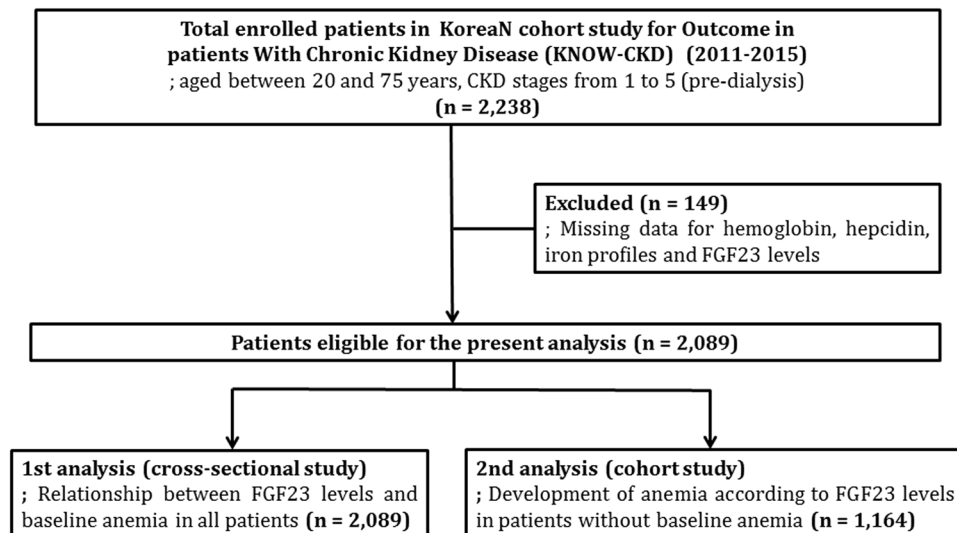 Total enrolled patients in KoreaN cohort study for Outcome in
patients With Chronic Kidney Disease (KNOW-CKD) (2011-2015)
; aged between 20 and 75 years, CKD stages from 1 to 5 (pre-dialysis)
(n = 2,238)
Excluded (n = 149)
; Missing data for hemoglobin, hepcidin,
iron profiles and FGF23 levels
Patients eligible for the present analysis (n = 2,089)
1st analysis (cross-sectional study)
; Relationship between FGF23 levels and
baseline anemia in all patients (n = 2,089)
2nd analysis (cohort study)
; Development of anemia according to FGF23 levels
in patients without baseline anemia (n = 1,164)